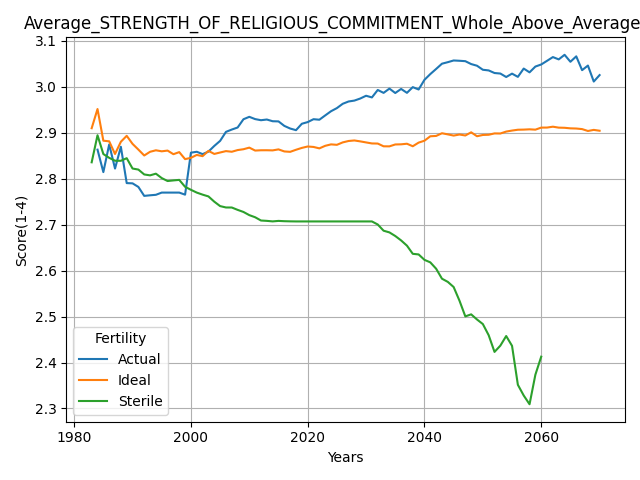 Average_STRENGTH_OF_RELIGIOUS_COMMITMENT_Whole_Above_Average
3.1
3.0
2.9
2.8
2.7
2.6
2.5
2.4
2.3
Score(1-4)
Fertility
Actual
Ideal
Sterile
1980
2000
2020
2040
2060
Years